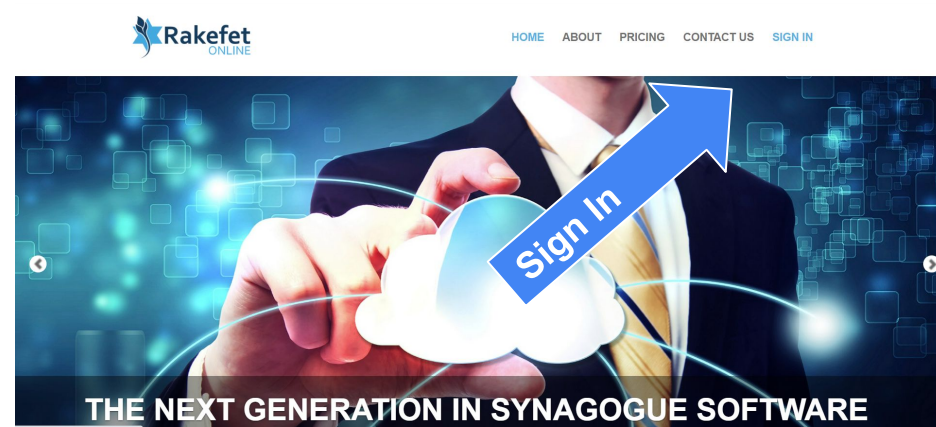 Rakefet
ONLINE
HOME ABOUT PRICING CONTACT US SIGN IN
Sign In
THE NEXT GENERATION IN SYNAGOGUE SOFTWARE